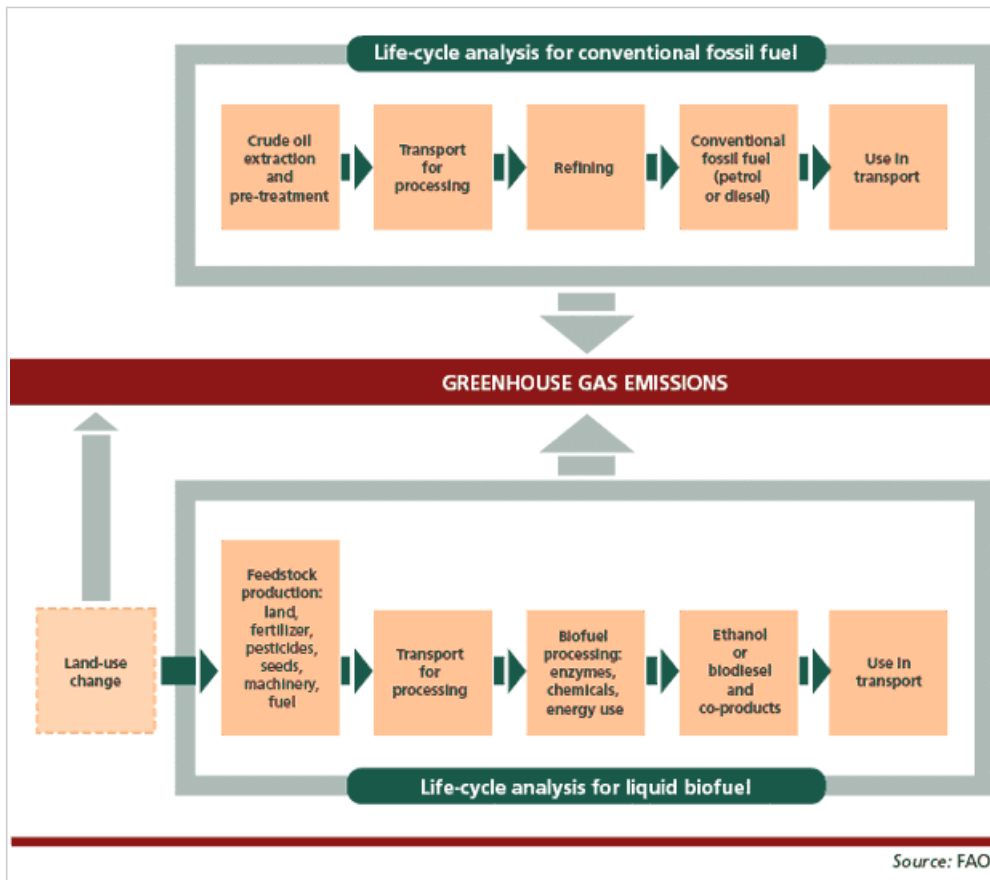 Life-cycle analysis for conventional fossil fuel
Crude oil
extraction
and
pre-treatment
Transport
for
processing
Refining
Conventional
fossil fuel
(petrol
or diesel)
Use in
transport
GREENHOUSE GAS EMISSIONS
Land-use
change
Feedstock
production:
land,
fertilizer,
pesticides,
seeds,
machinery,
fuel
Transport
for
processing
Biofuel
processing:
enzymes,
chemicals,
energy use
Ethanol
or
biodiesel
and
co-products
Use in
transport
Life-cycle analysis for liquid biofuel
Source: FAO